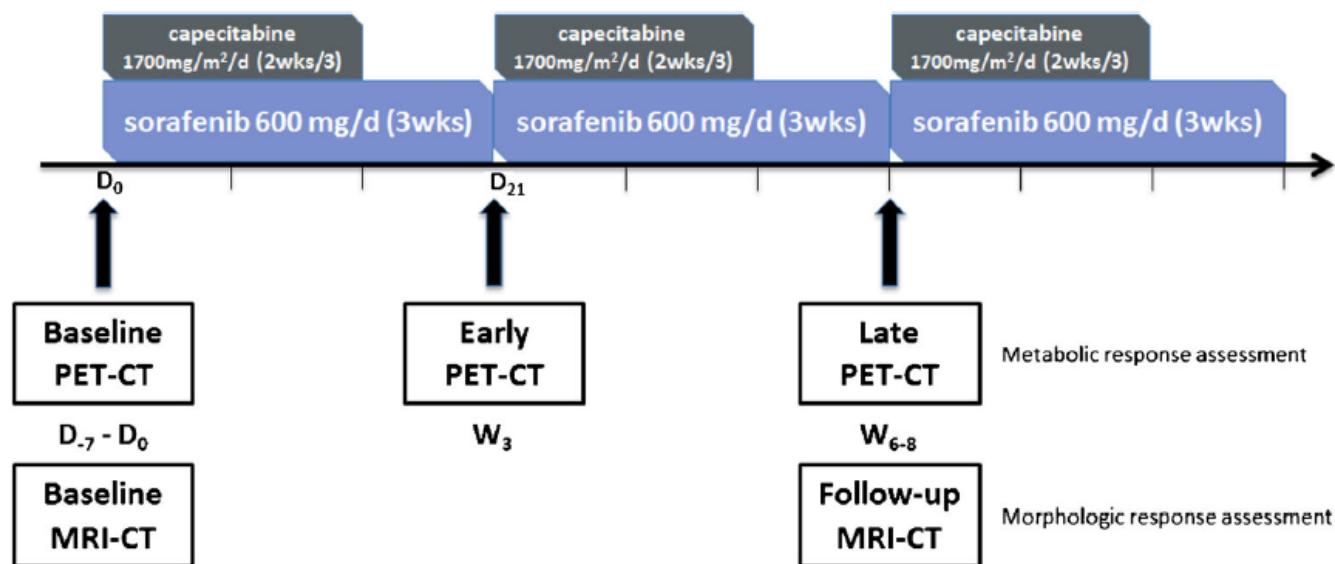 capecitabine
1700mg/m²/d (2wks/3)
capecitabine
1700mg/m²/d (2wks/3)
capecitabine
1700mg/m²/d (2wks/3)
sorafenib 600 mg/d (3wks)
sorafenib 600 mg/d (3wks)
sorafenib 600 mg/d (3wks)
D₀
D₂₁
Baseline
PET-CT
Early
PET-CT
Late
PET-CT
Metabolic response assessment
D₋₇ - D₀
W₃
W₆₋₈
Baseline
MRI-CT
Follow-up
MRI-CT
Morphologic response assessment